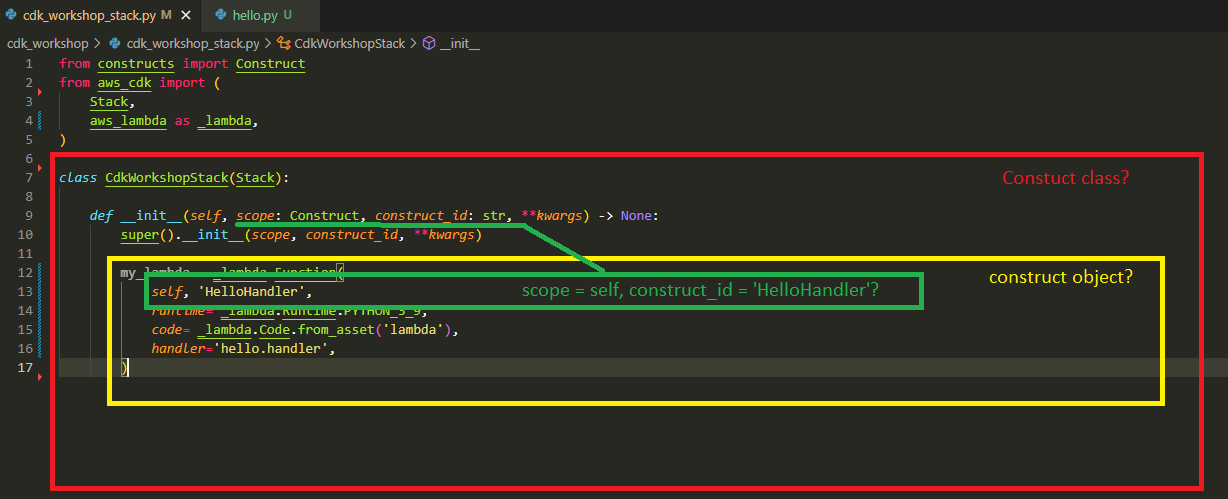 cdk_workshop_stack.py M × hello.py U
cdk_workshop > cdk_workshop_stack.py > CdkWorkshopStack > __init__
1 from constructs import Construct
2 from aws_cdk import (
3 Stack,
4 aws_lambda as _lambda,
5 )
6
7 class CdkWorkshopStack(Stack): Constuct class?
8
9 def __init__(self, scope: Construct, construct_id: str, **kwargs) -> None:
10 super().__init__(scope, construct_id, **kwargs)
11
12 my_lambda _lambda.Function( construct object?
13 self, 'HelloHandler', scope = self, construct_id = 'HelloHandler'?
14 runtime= _lambda.Runtime.PYTHON_3_9,
15 code= _lambda.Code.from_asset('lambda'),
16 handler='hello.handler',
17 )